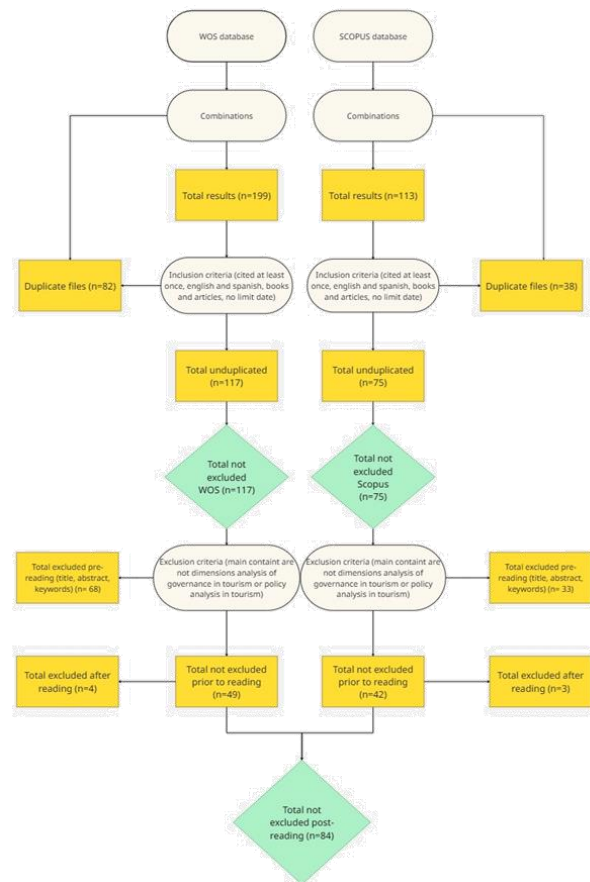 WOS database
SCOPUS database
Combinations
Combinations
Total results (n=199)
Total results (n=113)
Duplicate files (n=82)
Inclusion criteria (cited at least
once, english and spanish, books
and articles, no limit date)
Inclusion criteria (cited at least
once, english and spanish, books
and articles, no limit date)
Duplicate files (n=38)
Total unduplicated
(n=117)
Total unduplicated
(n=75)
Total not
excluded
WOS (n=117)
Total not
excluded
Scopus
(n=75)
Total excluded pre-
reading (title, abstract,
keywords) (n= 68)
Exclusion criteria (main containt are
not dimensions analysis of
governance in tourism or policy
analysis in tourism)
Exclusion criteria (main containt are
not dimensions analysis of
governance in tourism or policy
analysis in tourism)
Total excluded pre-
reading (title, abstract,
keywords) (n= 33)
Total excluded after
reading (n=4)
Total not excluded
prior to reading
(n=49)
Total not excluded
prior to reading
(n=42)
Total excluded after
reading (n=3)
Total not
excluded post-
reading (n=84)